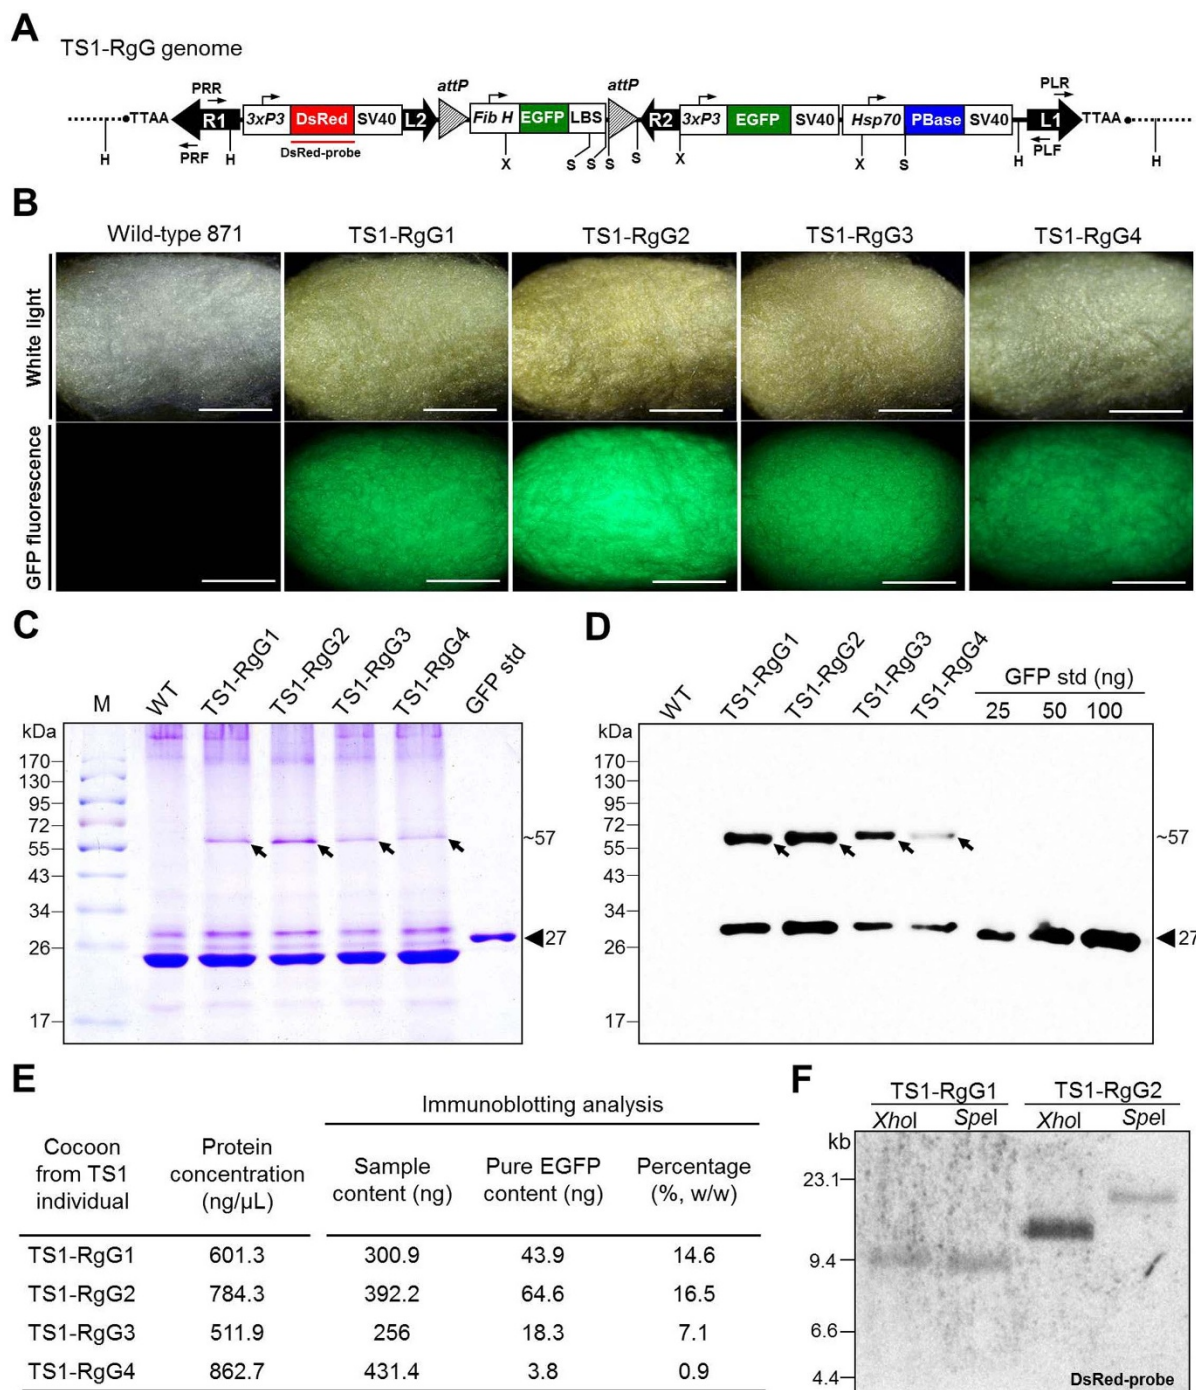 A
TS1-RgG genome
attP attP
PRR PLR
TTAA R1 3xP3 DsRed SV40 L2 Fib H EGFP LBS R2 3xP3 EGFP SV40 Hsp70 PBase SV40 L1 TTAA
PRF DsRed-probe PLF
H H X S S S X X S H H
B
Wild-type 871 TS1-RgG1 TS1-RgG2 TS1-RgG3 TS1-RgG4
White light
GFP fluorescence
C
M WT TS1-RgG1 TS1-RgG2 TS1-RgG3 TS1-RgG4 GFP std
kDa
170
130
95
72
55
43
34
26
17
~57
27
D
WT TS1-RgG1 TS1-RgG2 TS1-RgG3 TS1-RgG4 GFP std (ng)
25 50 100
kDa
170
130
95
72
55
43
34
26
17
~57
27
E
Immunoblotting analysis
Cocoon from TS1 individual Protein concentration (ng/µL) Sample content (ng) Pure EGFP content (ng) Percentage (%, w/w)
TS1-RgG1 601.3 300.9 43.9 14.6
TS1-RgG2 784.3 392.2 64.6 16.5
TS1-RgG3 511.9 256 18.3 7.1
TS1-RgG4 862.7 431.4 3.8 0.9
F
TS1-RgG1 TS1-RgG2
XhoI SpeI XhoI SpeI
kb
23.1
9.4
6.6
4.4
DsRed-probe